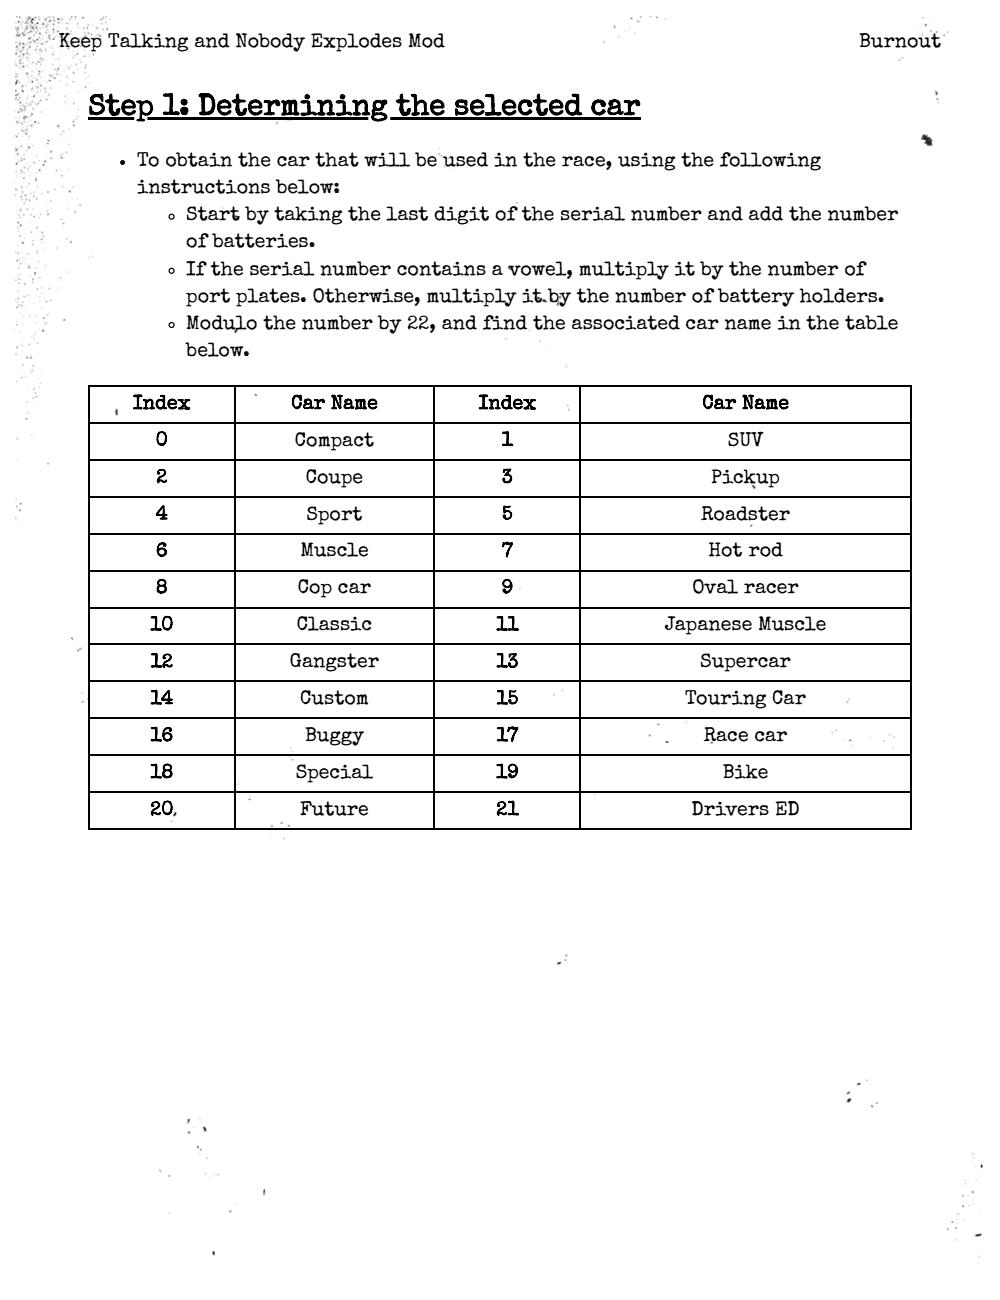 Keep Talking and Nobody Explodes Mod Burnout
Step 1: Determining the selected car
• To obtain the car that will be used in the race, using the following
instructions below:
◦ Start by taking the last digit of the serial number and add the number
of batteries.
◦ If the serial number contains a vowel, multiply it by the number of
port plates. Otherwise, multiply it by the number of battery holders.
◦ Modulo the number by 22, and find the associated car name in the table
below.
Index Car Name Index Car Name
0 Compact 1 SUV
2 Coupe 3 Pickup
4 Sport 5 Roadster
6 Muscle 7 Hot rod
8 Cop car 9 Oval racer
10 Classic 11 Japanese Muscle
12 Gangster 13 Supercar
14 Custom 15 Touring Car
16 Buggy 17 Race car
18 Special 19 Bike
20 Future 21 Drivers ED